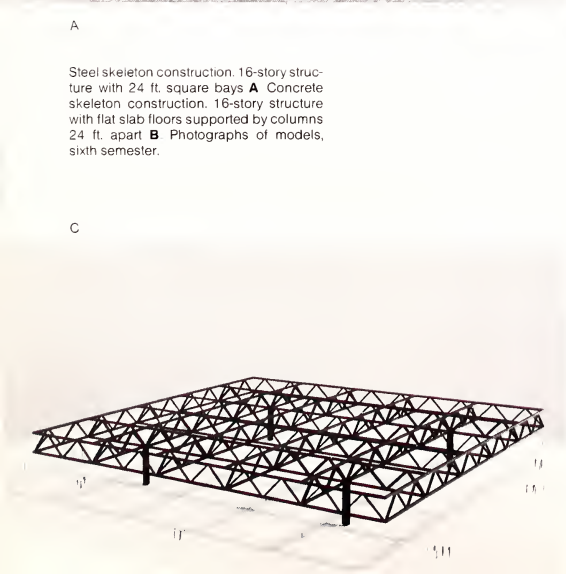 A
Steel skeleton construction. 16-story struc-
ture with 24 ft. square bays A Concrete
skeleton construction. 16-story structure
with flat slab floors supported by columns
24 ft. apart B Photographs of models,
sixth semester.
C